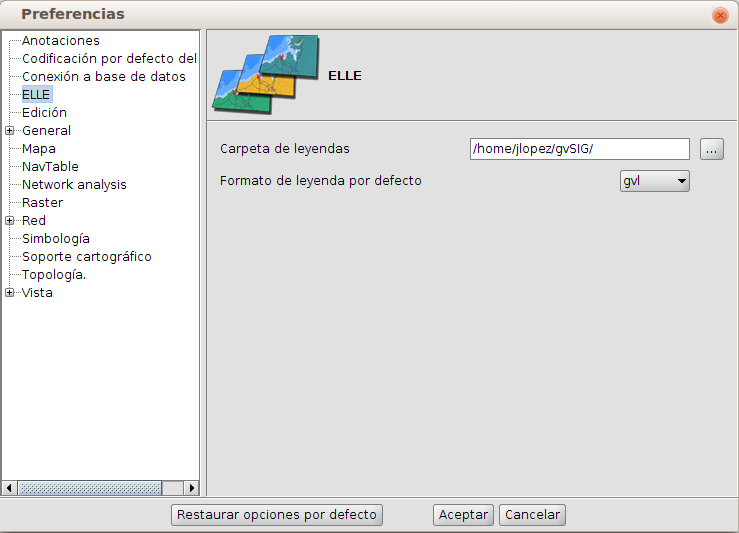 Preferencias
Anotaciones
Codificación por defecto del
Conexión a base de datos
ELLE
Edición
General
Mapa
NavTable
Network analysis
Raster
Red
Simbología
Soporte cartográfico
Topología.
Vista
ELLE
Carpeta de leyendas /home/jlopez/gvSIG/ ...
Formato de leyenda por defecto gvl
Restaurar opciones por defecto Aceptar Cancelar